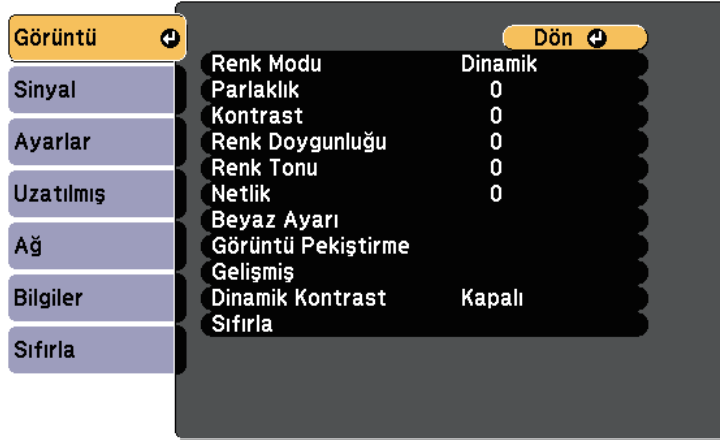 Görüntü
Sinyal
Ayarlar
Uzatılmış
Ağ
Bilgiler
Sıfırla
Dön
Renk Modu Dinamik
Parlaklık 0
Kontrast 0
Renk Doygunluğu 0
Renk Tonu 0
Netlik 0
Beyaz Ayarı
Görüntü Pekiştirme
Gelişmiş
Dinamik Kontrast Kapalı
Sıfırla